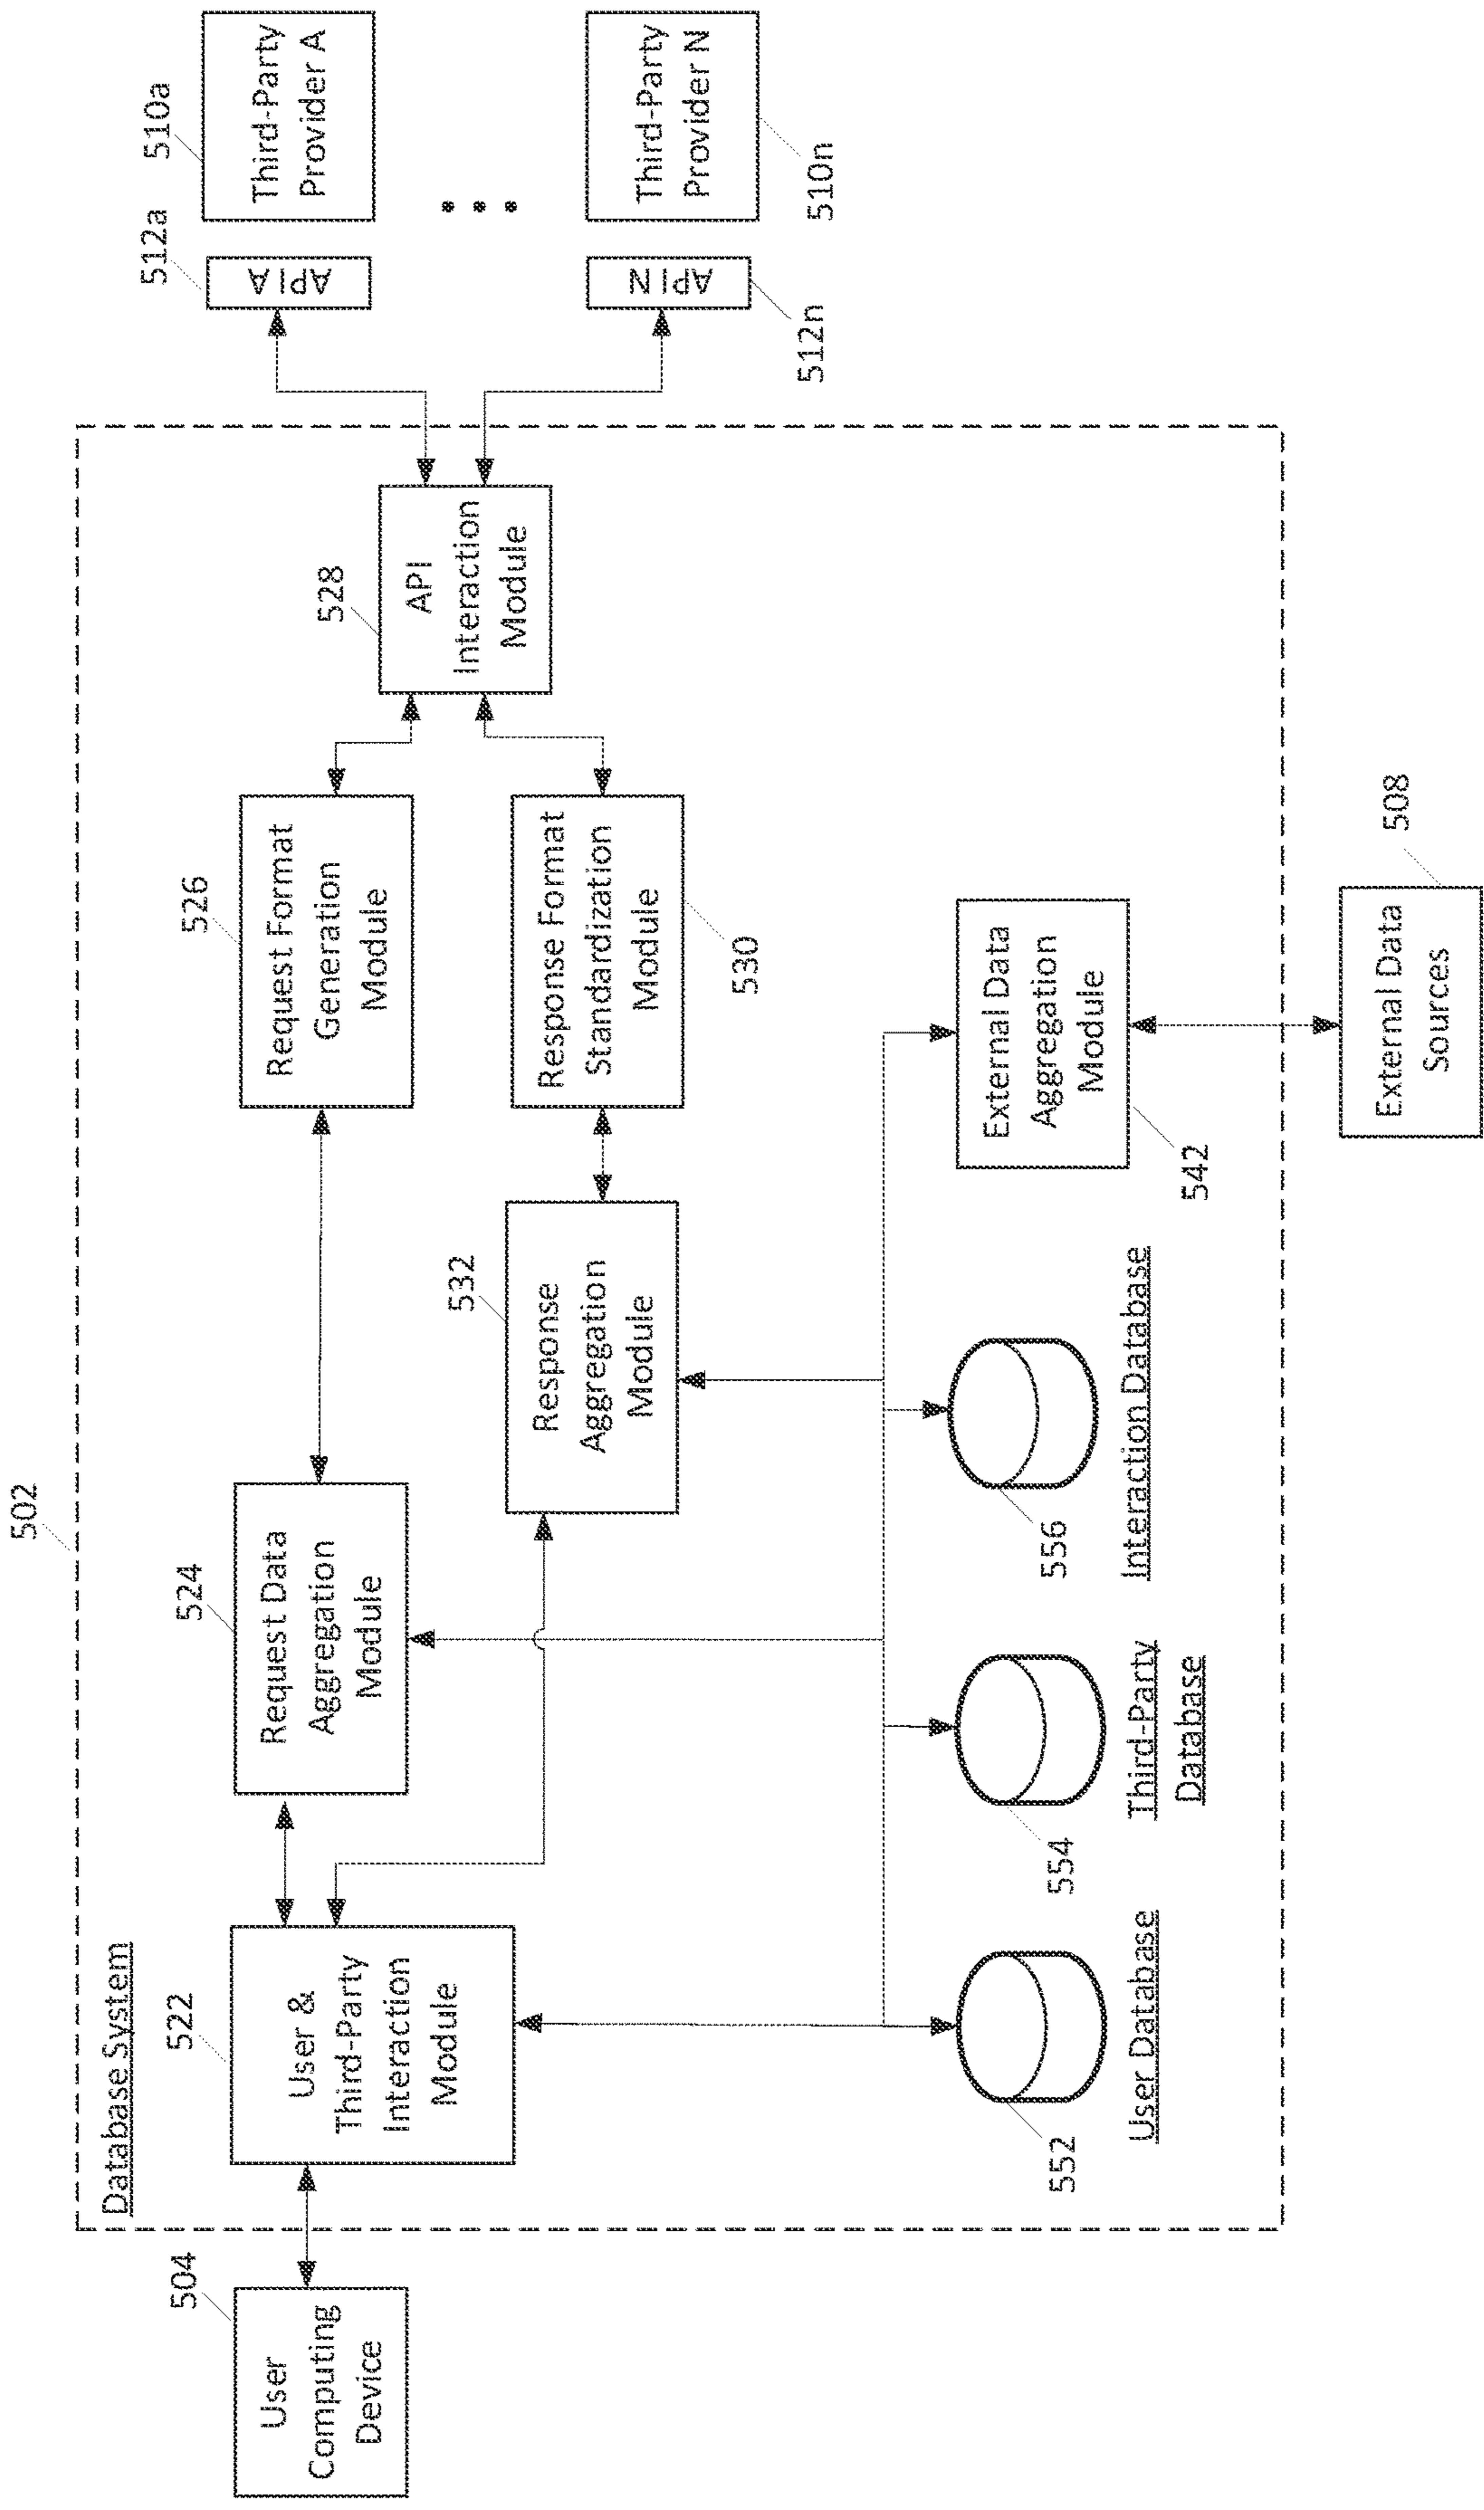 502
Database System
504
User
Computing
Device
522
User &
Third-Party
Interaction
Module
524
Request Data
Aggregation
Module
526
Request Format
Generation
Module
528
API
Interaction
Module
512a
API A
510a
Third-Party
Provider A
532
Response
Aggregation
Module
530
Response Format
Standardization
Module
512n
API N
510n
Third-Party
Provider N
552
User Database
554
Third-Party
Database
556
Interaction Database
542
External Data
Aggregation
Module
508
External Data
Sources